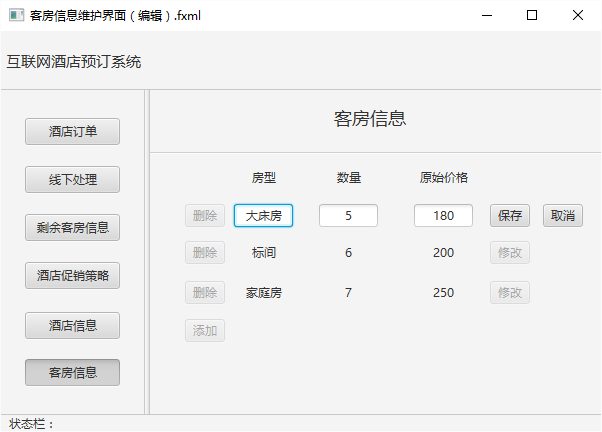 客房信息维护界面（编辑）.fxml
互联网酒店预订系统
酒店订单
线下处理
剩余客房信息
酒店促销策略
酒店信息
客房信息
客房信息
房型 数量 原始价格
删除 大床房 5 180 保存 取消
删除 标间 6 200 修改
删除 家庭房 7 250 修改
添加
状态栏：